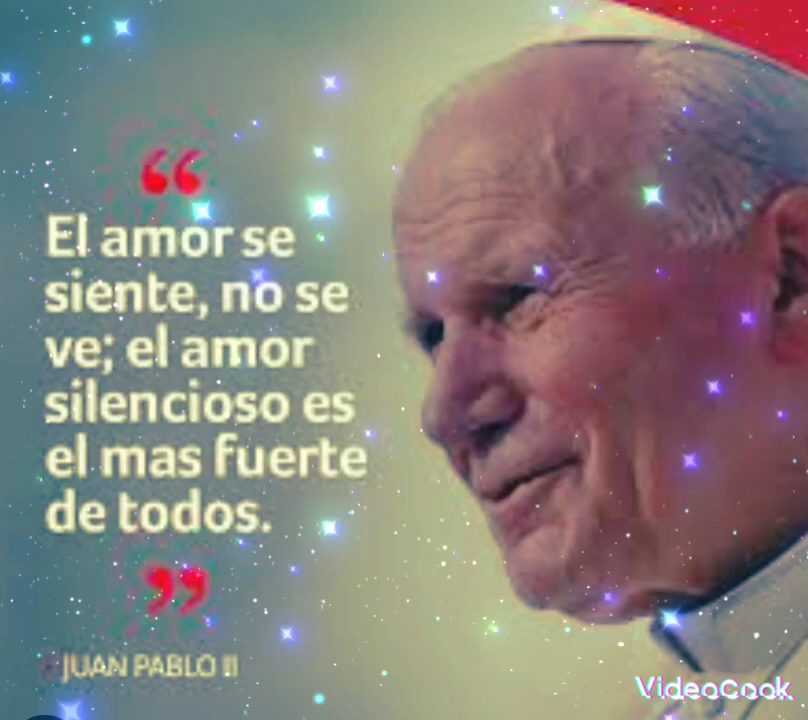 “
El amor se
siente, no se
ve; el amor
silencioso es
el mas fuerte
de todos.
”
JUAN PABLO II
VideoCook